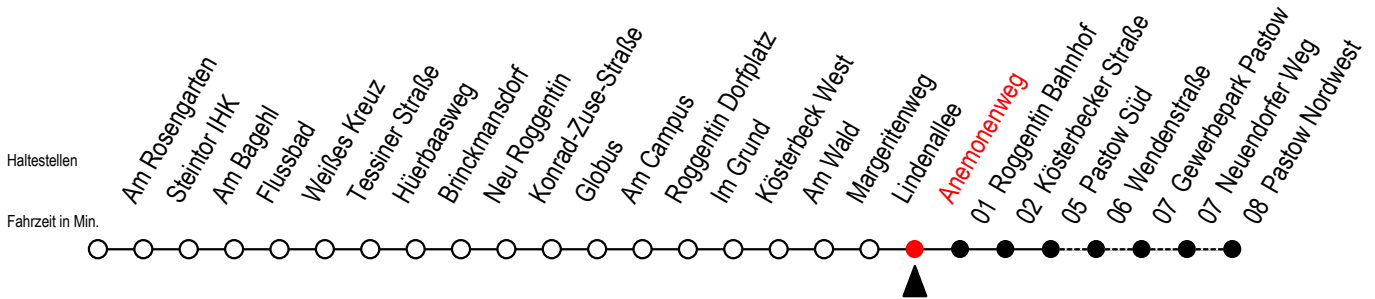 Haltestellen
Am Rosengarten
Steintor IHK
Am Bagehl
Flussbad
Weißes Kreuz
Tessiner Straße
Hüerbaasweg
Brinckmansdorf
Neu Roggentin
Konrad-Zuse-Straße
Globus
Am Campus
Roggentin Dorfplatz
Im Grund
Kösterbeck West
Am Wald
Margeritenweg
Lindenallee
Anemonenweg
01 Roggentin Bahnhof
02 Kösterbecker Straße
05 Pastow Süd
06 Wendenstraße
07 Gewerbepark Pastow
07 Neuendorfer Weg
08 Pastow Nordwest
Fahrzeit in Min.